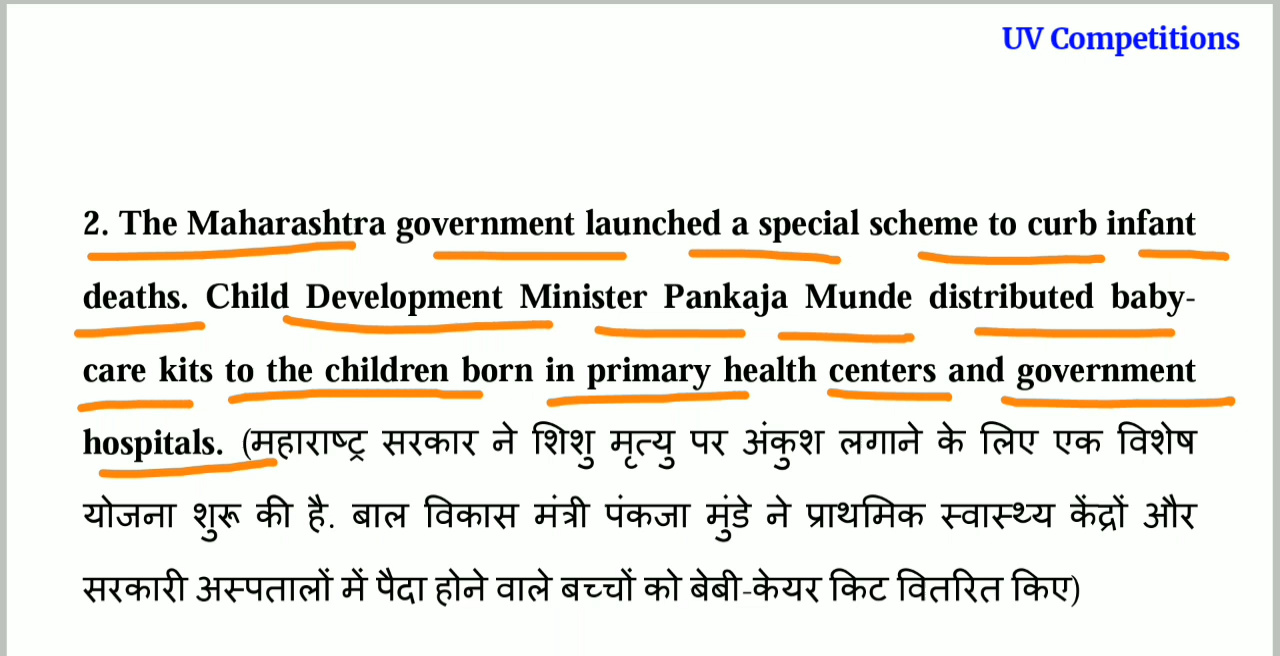 UV Competitions
2. The Maharashtra government launched a special scheme to curb infant
deaths. Child Development Minister Pankaja Munde distributed baby-
care kits to the children born in primary health centers and government
hospitals. (महाराष्ट्र सरकार ने शिशु मृत्यु पर अंकुश लगाने के लिए एक विशेष
योजना शुरू की है. बाल विकास मंत्री पंकजा मुंडे ने प्राथमिक स्वास्थ्य केंद्रों और
सरकारी अस्पतालों में पैदा होने वाले बच्चों को बेबी-केयर किट वितरित किए)